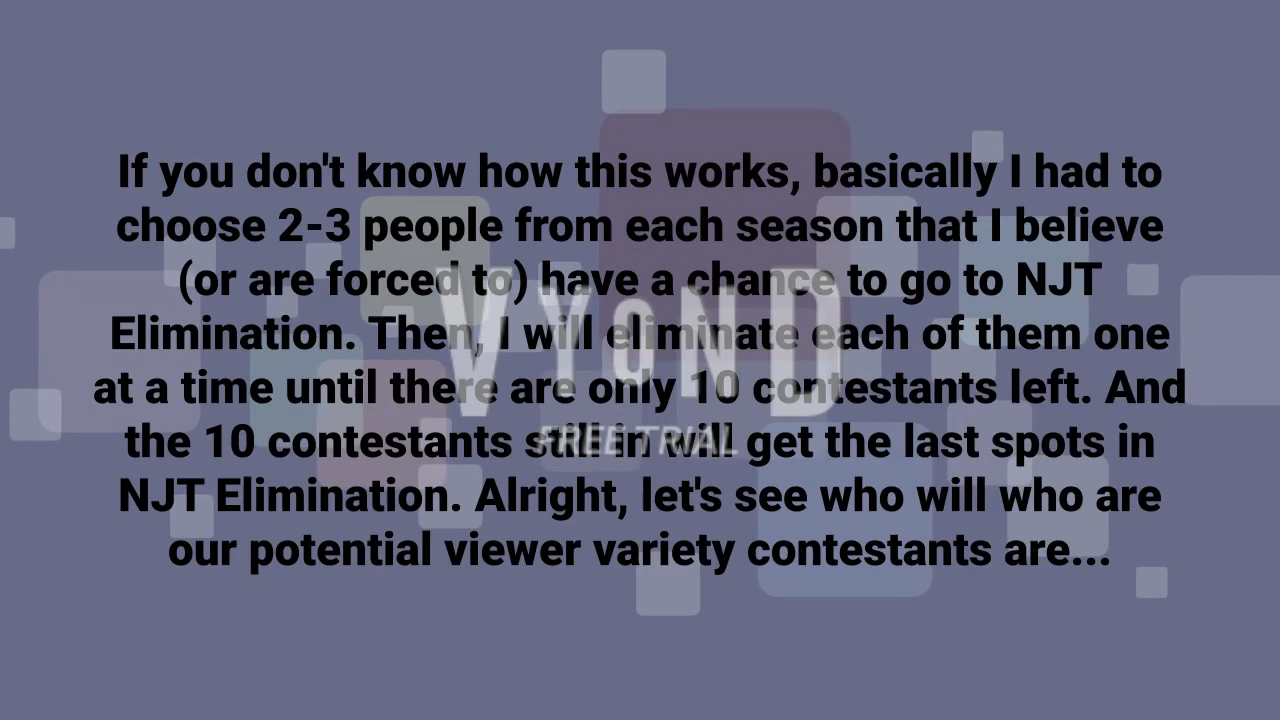 If you don't know how this works, basically I had to
choose 2-3 people from each season that I believe
(or are forced to) have a chance to go to NJT
Elimination. Then, I will eliminate each of them one
at a time until there are only 10 contestants left. And
the 10 contestants still in will get the last spots in
NJT Elimination. Alright, let's see who will who are
our potential viewer variety contestants are...
VYOND
FREE TRIAL